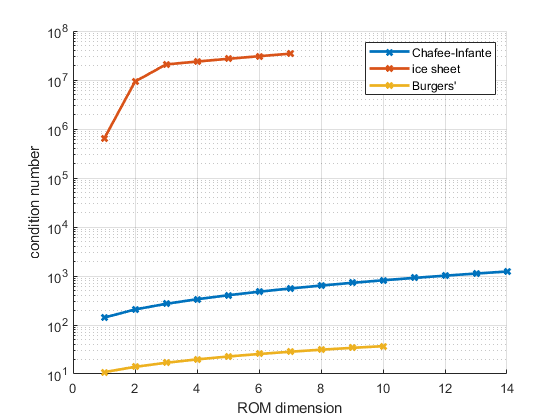 10^8
10^7
10^6
10^5
10^4
10^3
10^2
10^1
condition number
Chafee-Infante
ice sheet
Burgers'
0 2 4 6 8 10 12 14
ROM dimension